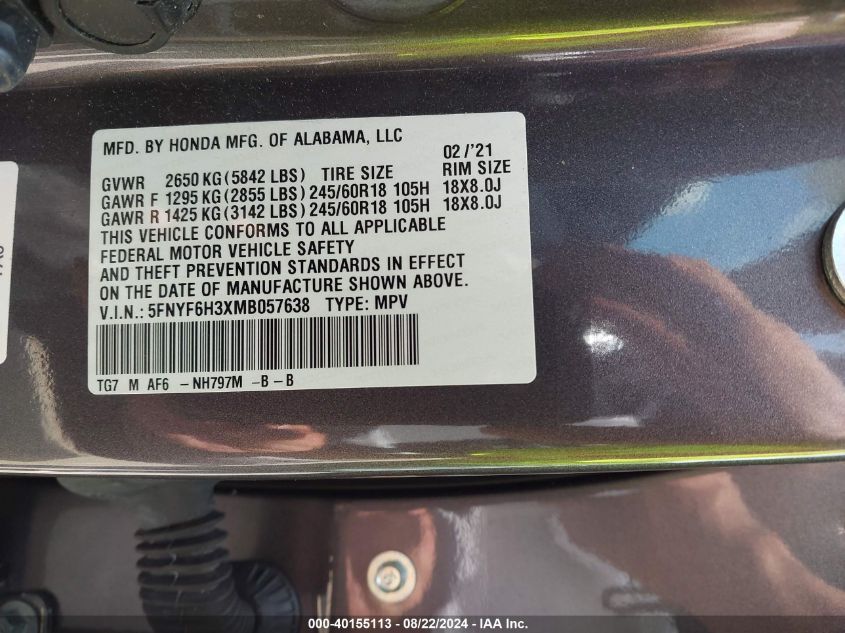 MFD. BY HONDA MFG. OF ALABAMA, LLC
02/'21
GVWR 2650 KG (5842 LBS) TIRE SIZE RIM SIZE
GAWR F 1295 KG (2855 LBS) 245/60R18 105H 18X8.0J
GAWR R 1425 KG (3142 LBS) 245/60R18 105H 18X8.0J
THIS VEHICLE CONFORMS TO ALL APPLICABLE
FEDERAL MOTOR VEHICLE SAFETY
AND THEFT PREVENTION STANDARDS IN EFFECT
ON THE DATE OF MANUFACTURE SHOWN ABOVE.
V.I.N.: 5FNYF6H3XMB057638 TYPE: MPV
TG7 M AF6 - NH797M - B - B
000-40155113 - 08/22/2024 - IAA Inc.